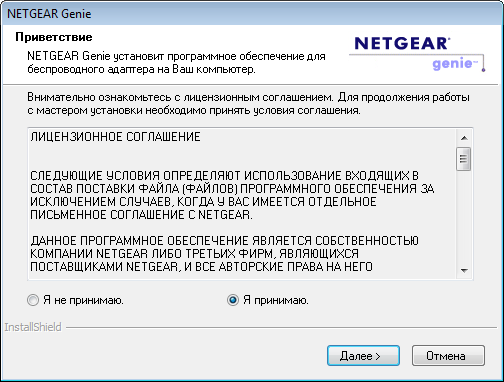 NETGEAR Genie
Приветствие
NETGEAR Genie установит программное обеспечение для
беспроводного адаптера на Ваш компьютер.
NETGEAR®
genie™
Внимательно ознакомьтесь с лицензионным соглашением. Для продолжения работы
с мастером установки необходимо принять условия соглашения.
ЛИЦЕНЗИОННОЕ СОГЛАШЕНИЕ
СЛЕДУЮЩИЕ УСЛОВИЯ ОПРЕДЕЛЯЮТ ИСПОЛЬЗОВАНИЕ ВХОДЯЩИХ В
СОСТАВ ПОСТАВКИ ФАЙЛА (ФАЙЛОВ) ПРОГРАММНОГО ОБЕСПЕЧЕНИЯ ЗА
ИСКЛЮЧЕНИЕМ СЛУЧАЕВ, КОГДА У ВАС ИМЕЕТСЯ ОТДЕЛЬНОЕ
ПИСЬМЕННОЕ СОГЛАШЕНИЕ С NETGEAR.
ДАННОЕ ПРОГРАММНОЕ ОБЕСПЕЧЕНИЕ ЯВЛЯЕТСЯ СОБСТВЕННОСТЬЮ
КОМПАНИИ NETGEAR ЛИБО ТРЕТЬИХ ФИРМ, ЯВЛЯЮЩИХСЯ
ПОСТАВЩИКАМИ NETGEAR, И ВСЕ АВТОРСКИЕ ПРАВА НА НЕГО
Я не принимаю.
Я принимаю.
InstallShield
Далее >
Отмена